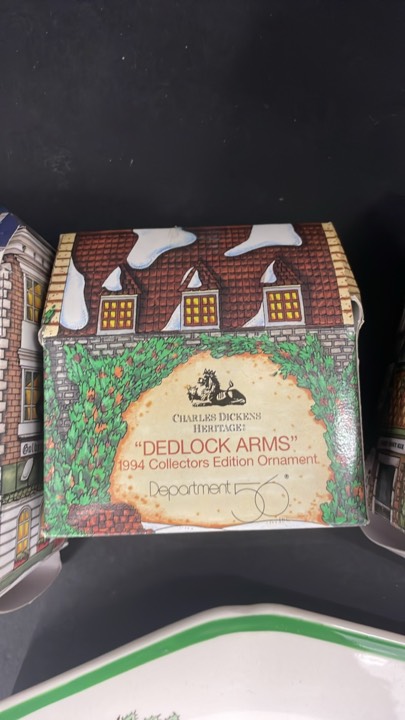 CHARLES DICKENS
HERITAGE:
"DEDLOCK ARMS"
1994 Collectors Edition Ornament.
Department 56®